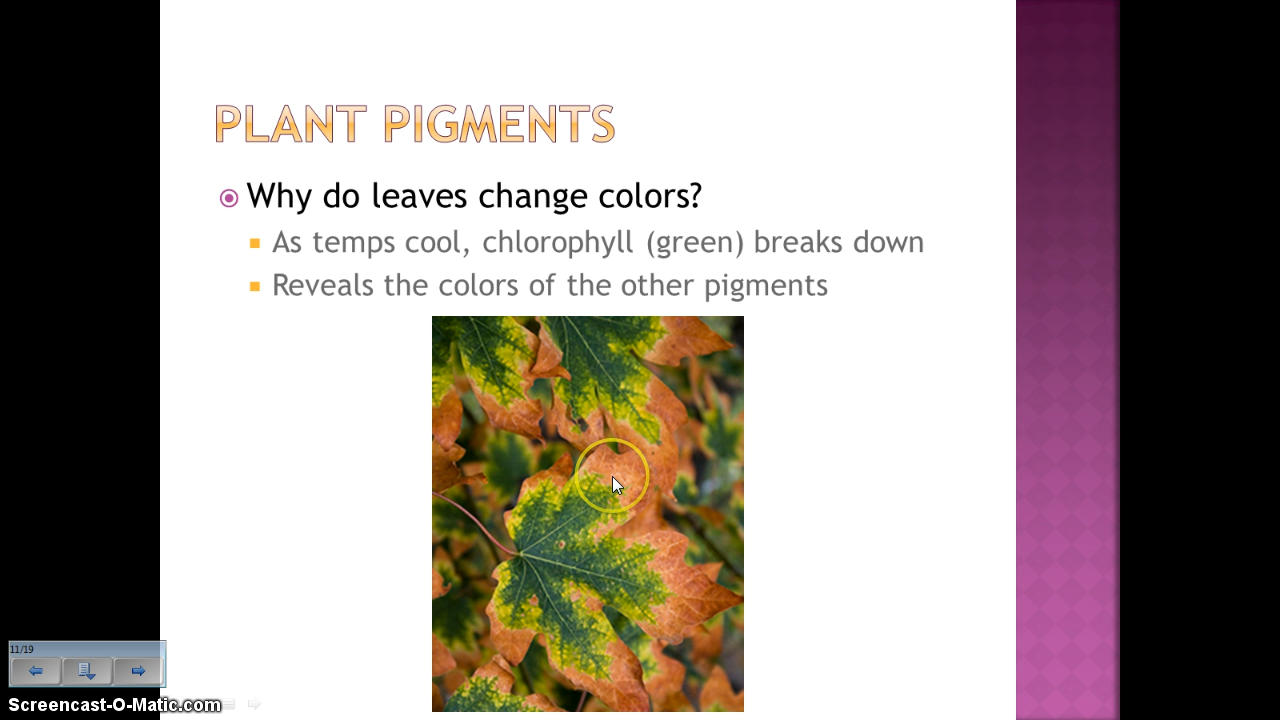 PLANT PIGMENTS
Why do leaves change colors?
As temps cool, chlorophyll (green) breaks down
Reveals the colors of the other pigments
11/19
Screencast-O-Matic.com